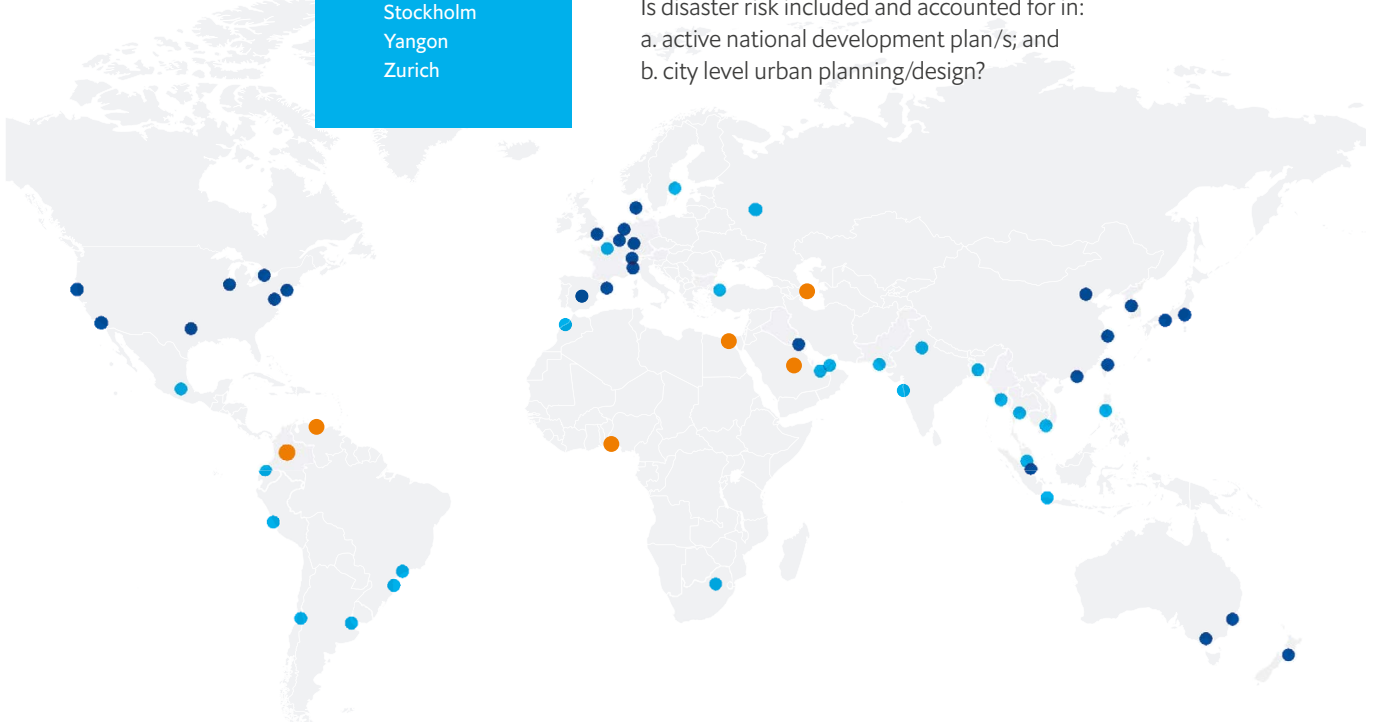 Stockholm
Yangon
Zurich
Is disaster risk included and accounted for in:
a. active national development plan/s; and
b. city level urban planning/design?